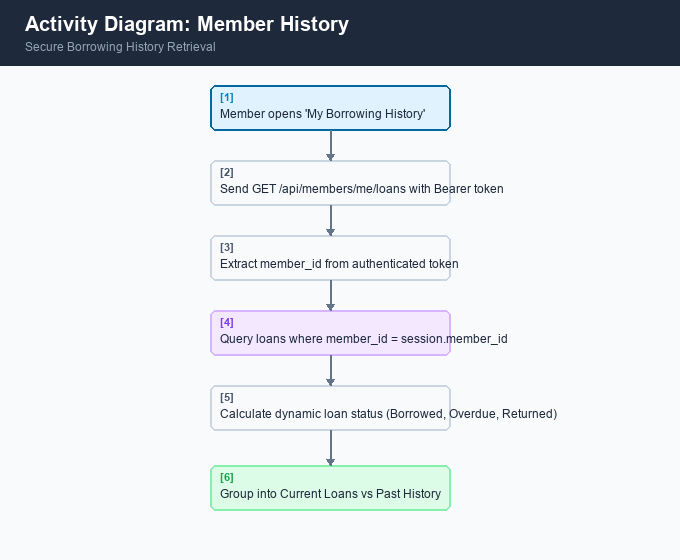 Activity Diagram: Member History
Secure Borrowing History Retrieval
[1]
Member opens 'My Borrowing History'
[2]
Send GET /api/members/me/loans with Bearer token
[3]
Extract member_id from authenticated token
[4]
Query loans where member_id = session.member_id
[5]
Calculate dynamic loan status (Borrowed, Overdue, Returned)
[6]
Group into Current Loans vs Past History